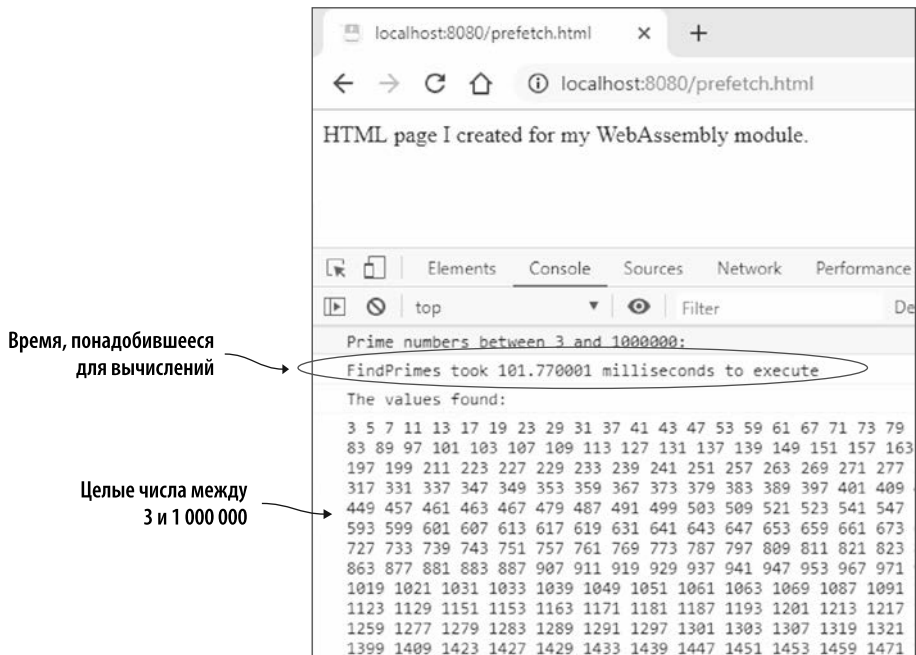 localhost:8080/prefetch.html
localhost:8080/prefetch.html
HTML page I created for my WebAssembly module.
Elements Console Sources Network Performance
top Filter De
Prime numbers between 3 and 1000000:
Время, понадобившееся
для вычислений
FindPrimes took 101.770001 milliseconds to execute
The values found:
3 5 7 11 13 17 19 23 29 31 37 41 43 47 53 59 61 67 71 73 79
83 89 97 101 103 107 109 113 127 131 137 139 149 151 157 163
197 199 211 223 227 229 233 239 241 251 257 263 269 271 277
317 331 337 347 349 353 359 367 373 379 383 389 397 401 409
Целые числа между
3 и 1 000 000
449 457 461 463 467 479 487 491 499 503 509 521 523 541 547
593 599 601 607 613 617 619 631 641 643 647 653 659 661 673
727 733 739 743 751 757 761 769 773 787 797 809 811 821 823
863 877 881 883 887 907 911 919 929 937 941 947 953 967 971
1019 1021 1031 1033 1039 1049 1051 1061 1063 1069 1087 1091
1123 1129 1151 1153 1163 1171 1181 1187 1193 1201 1213 1217
1259 1277 1279 1283 1289 1291 1297 1301 1303 1307 1319 1321
1399 1409 1423 1427 1429 1433 1439 1447 1451 1453 1459 1471